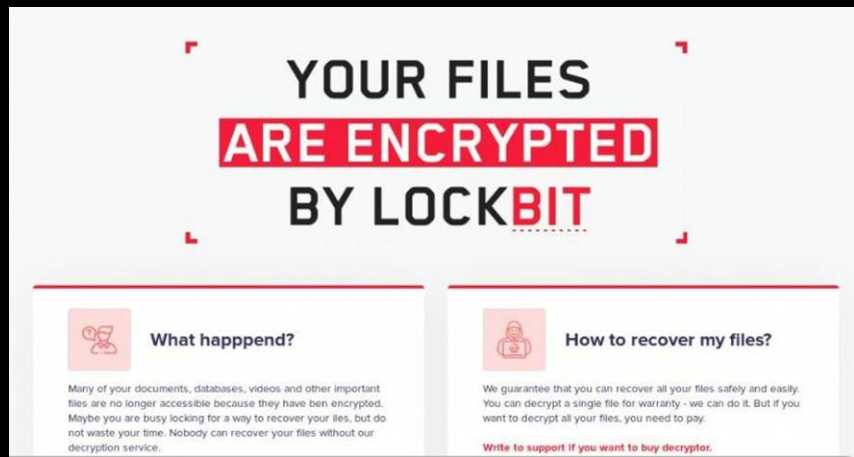 YOUR FILES
ARE ENCRYPTED
BY LOCKBIT
What happpend?
Many of your documents, databases, videos and other important
files are no longer accessible because they have ben encrypted.
Maybe you are busy locking for a way to recover your iles, but do
not waste your time. Nobody can recover your files without our
decryption service.
How to recover my files?
We guarantee that you can recover all your files safely and easily.
You can decrypt a single file for warranty - we can do it. But if you
want to decrypt all your files, you need to pay.
Write to support if you want to buy decryptor.